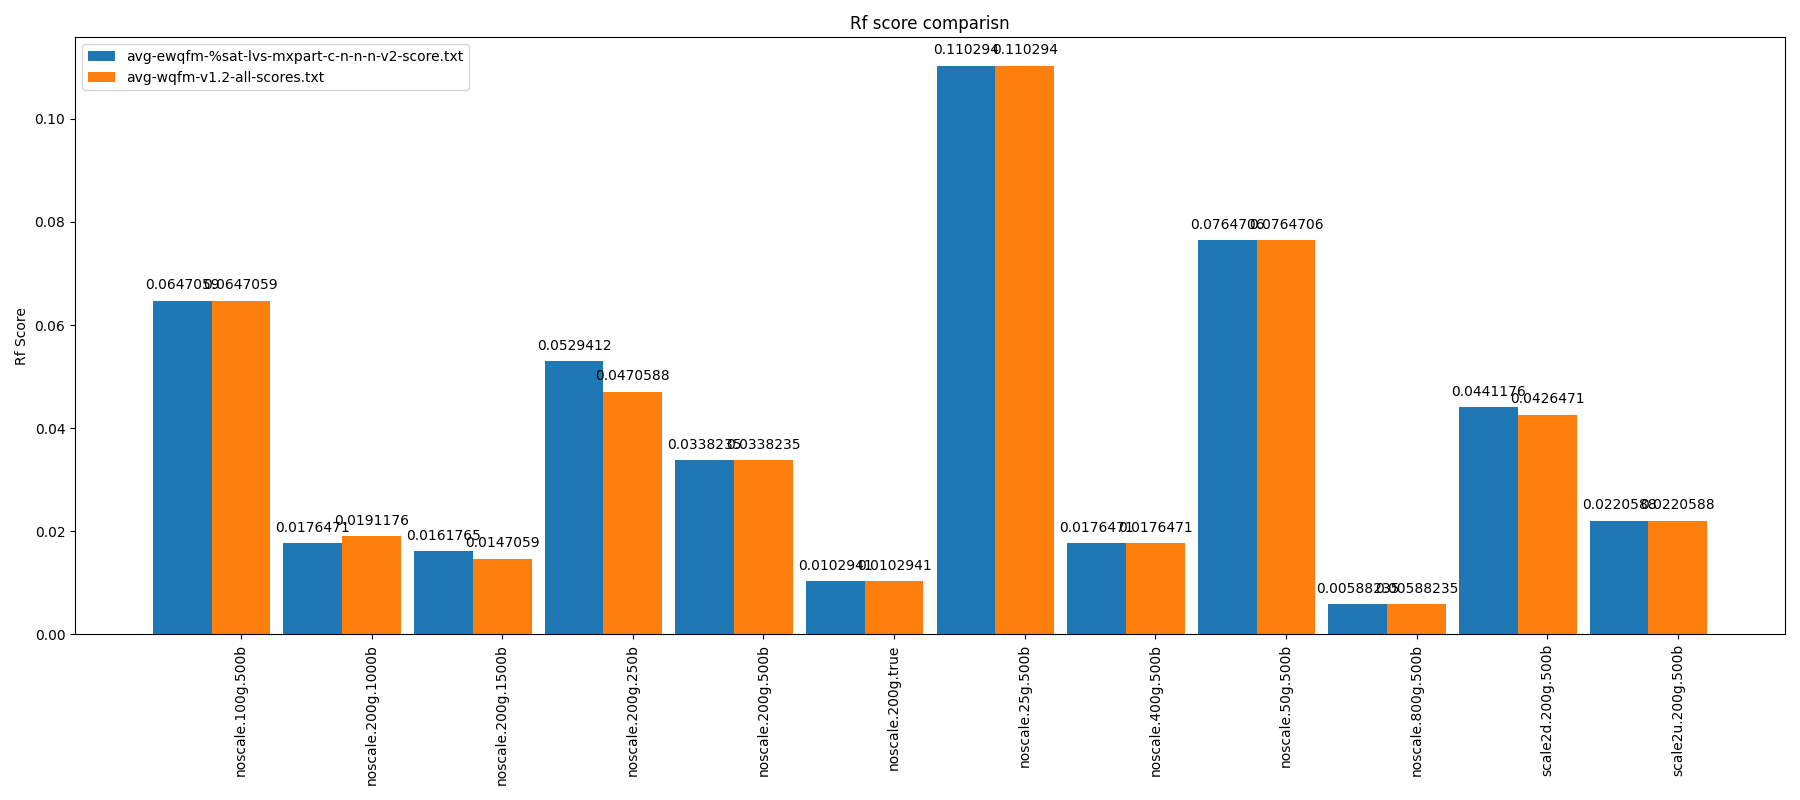 Rf score comparisn
avg-ewqfm-%sat-lvs-mxpart-c-n-n-n-v2-score.txt
avg-wqfm-v1.2-all-scores.txt
Rf Score
0.10
0.08
0.06
0.04
0.02
0.00
0.0647059
0.0647059
0.0176471
0.0191176
0.0161765
0.0147059
0.0529412
0.0470588
0.0338235
0.0338235
0.0102941
0.0102941
0.110294
0.110294
0.0176471
0.0176471
0.0764706
0.0764706
0.00588235
0.00588235
0.0441176
0.0426471
0.0220588
0.0220588
noscale.100g.500b
noscale.200g.1000b
noscale.200g.1500b
noscale.200g.250b
noscale.200g.500b
noscale.200g.true
noscale.25g.500b
noscale.400g.500b
noscale.50g.500b
noscale.800g.500b
scale2d.200g.500b
scale2u.200g.500b